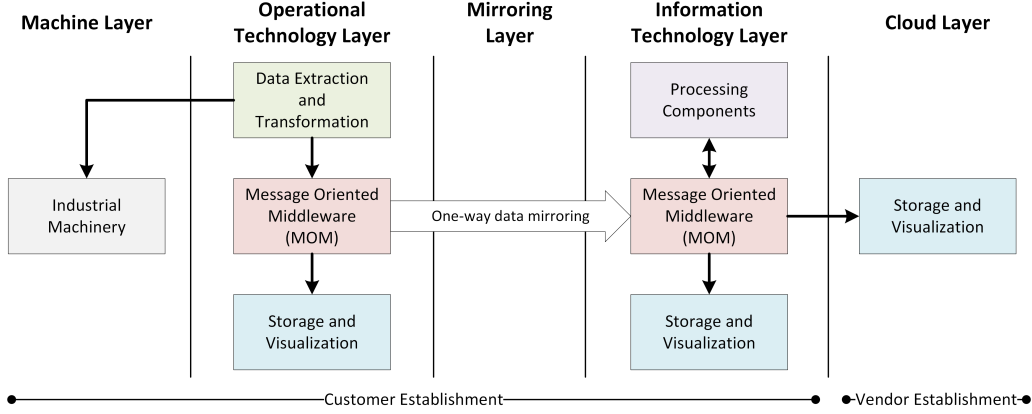 Machine Layer
Operational
Technology Layer
Mirroring
Layer
Information
Technology Layer
Cloud Layer
Data Extraction
and
Transformation
Processing
Components
Industrial
Machinery
Message Oriented
Middleware
(MOM)
One-way data mirroring
Message Oriented
Middleware
(MOM)
Storage and
Visualization
Storage and
Visualization
Storage and
Visualization
Customer Establishment
Vendor Establishment